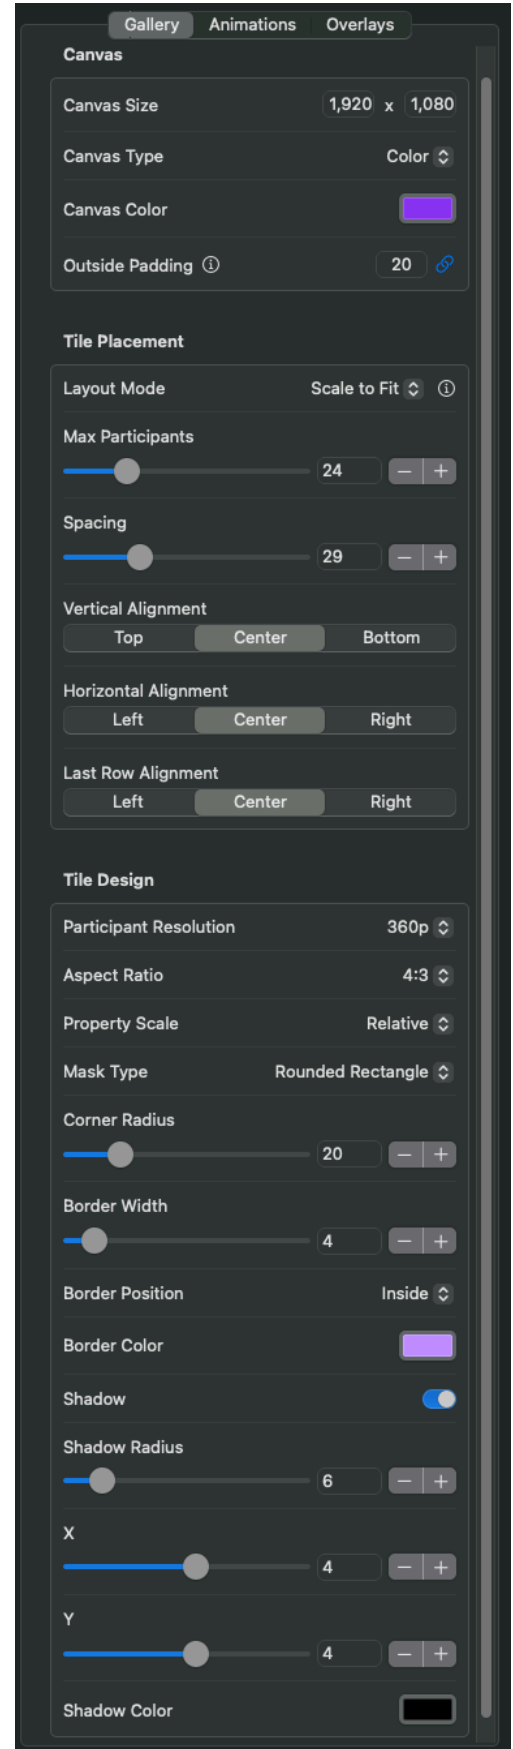 Gallery Animations Overlays
Canvas
Canvas Size 1,920 x 1,080
Canvas Type Color
Canvas Color
Outside Padding 20
Tile Placement
Layout Mode Scale to Fit
Max Participants
24 − +
Spacing
29 − +
Vertical Alignment
Top Center Bottom
Horizontal Alignment
Left Center Right
Last Row Alignment
Left Center Right
Tile Design
Participant Resolution 360p
Aspect Ratio 4:3
Property Scale Relative
Mask Type Rounded Rectangle
Corner Radius
20 − +
Border Width
4 − +
Border Position Inside
Border Color
Shadow
Shadow Radius
6 − +
X
4 − +
Y
4 − +
Shadow Color